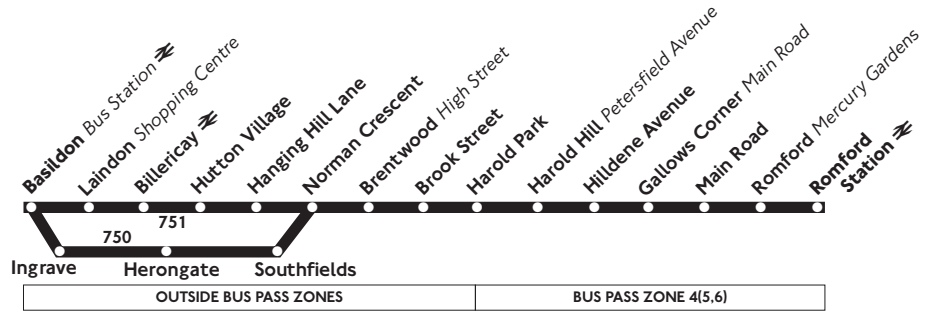 Basildon Bus Station
Laindon Shopping Centre
Billericay
Hutton Village
Hanging Hill Lane
Norman Crescent
Brentwood High Street
Brook Street
Harold Park
Harold Hill Petersfield Avenue
Hilldene Avenue
Gallows Corner Main Road
Main Road
Romford Mercury Gardens
Romford
Station
751
750
Ingrave
Herongate
Southfields
OUTSIDE BUS PASS ZONES
BUS PASS ZONE 4(5,6)